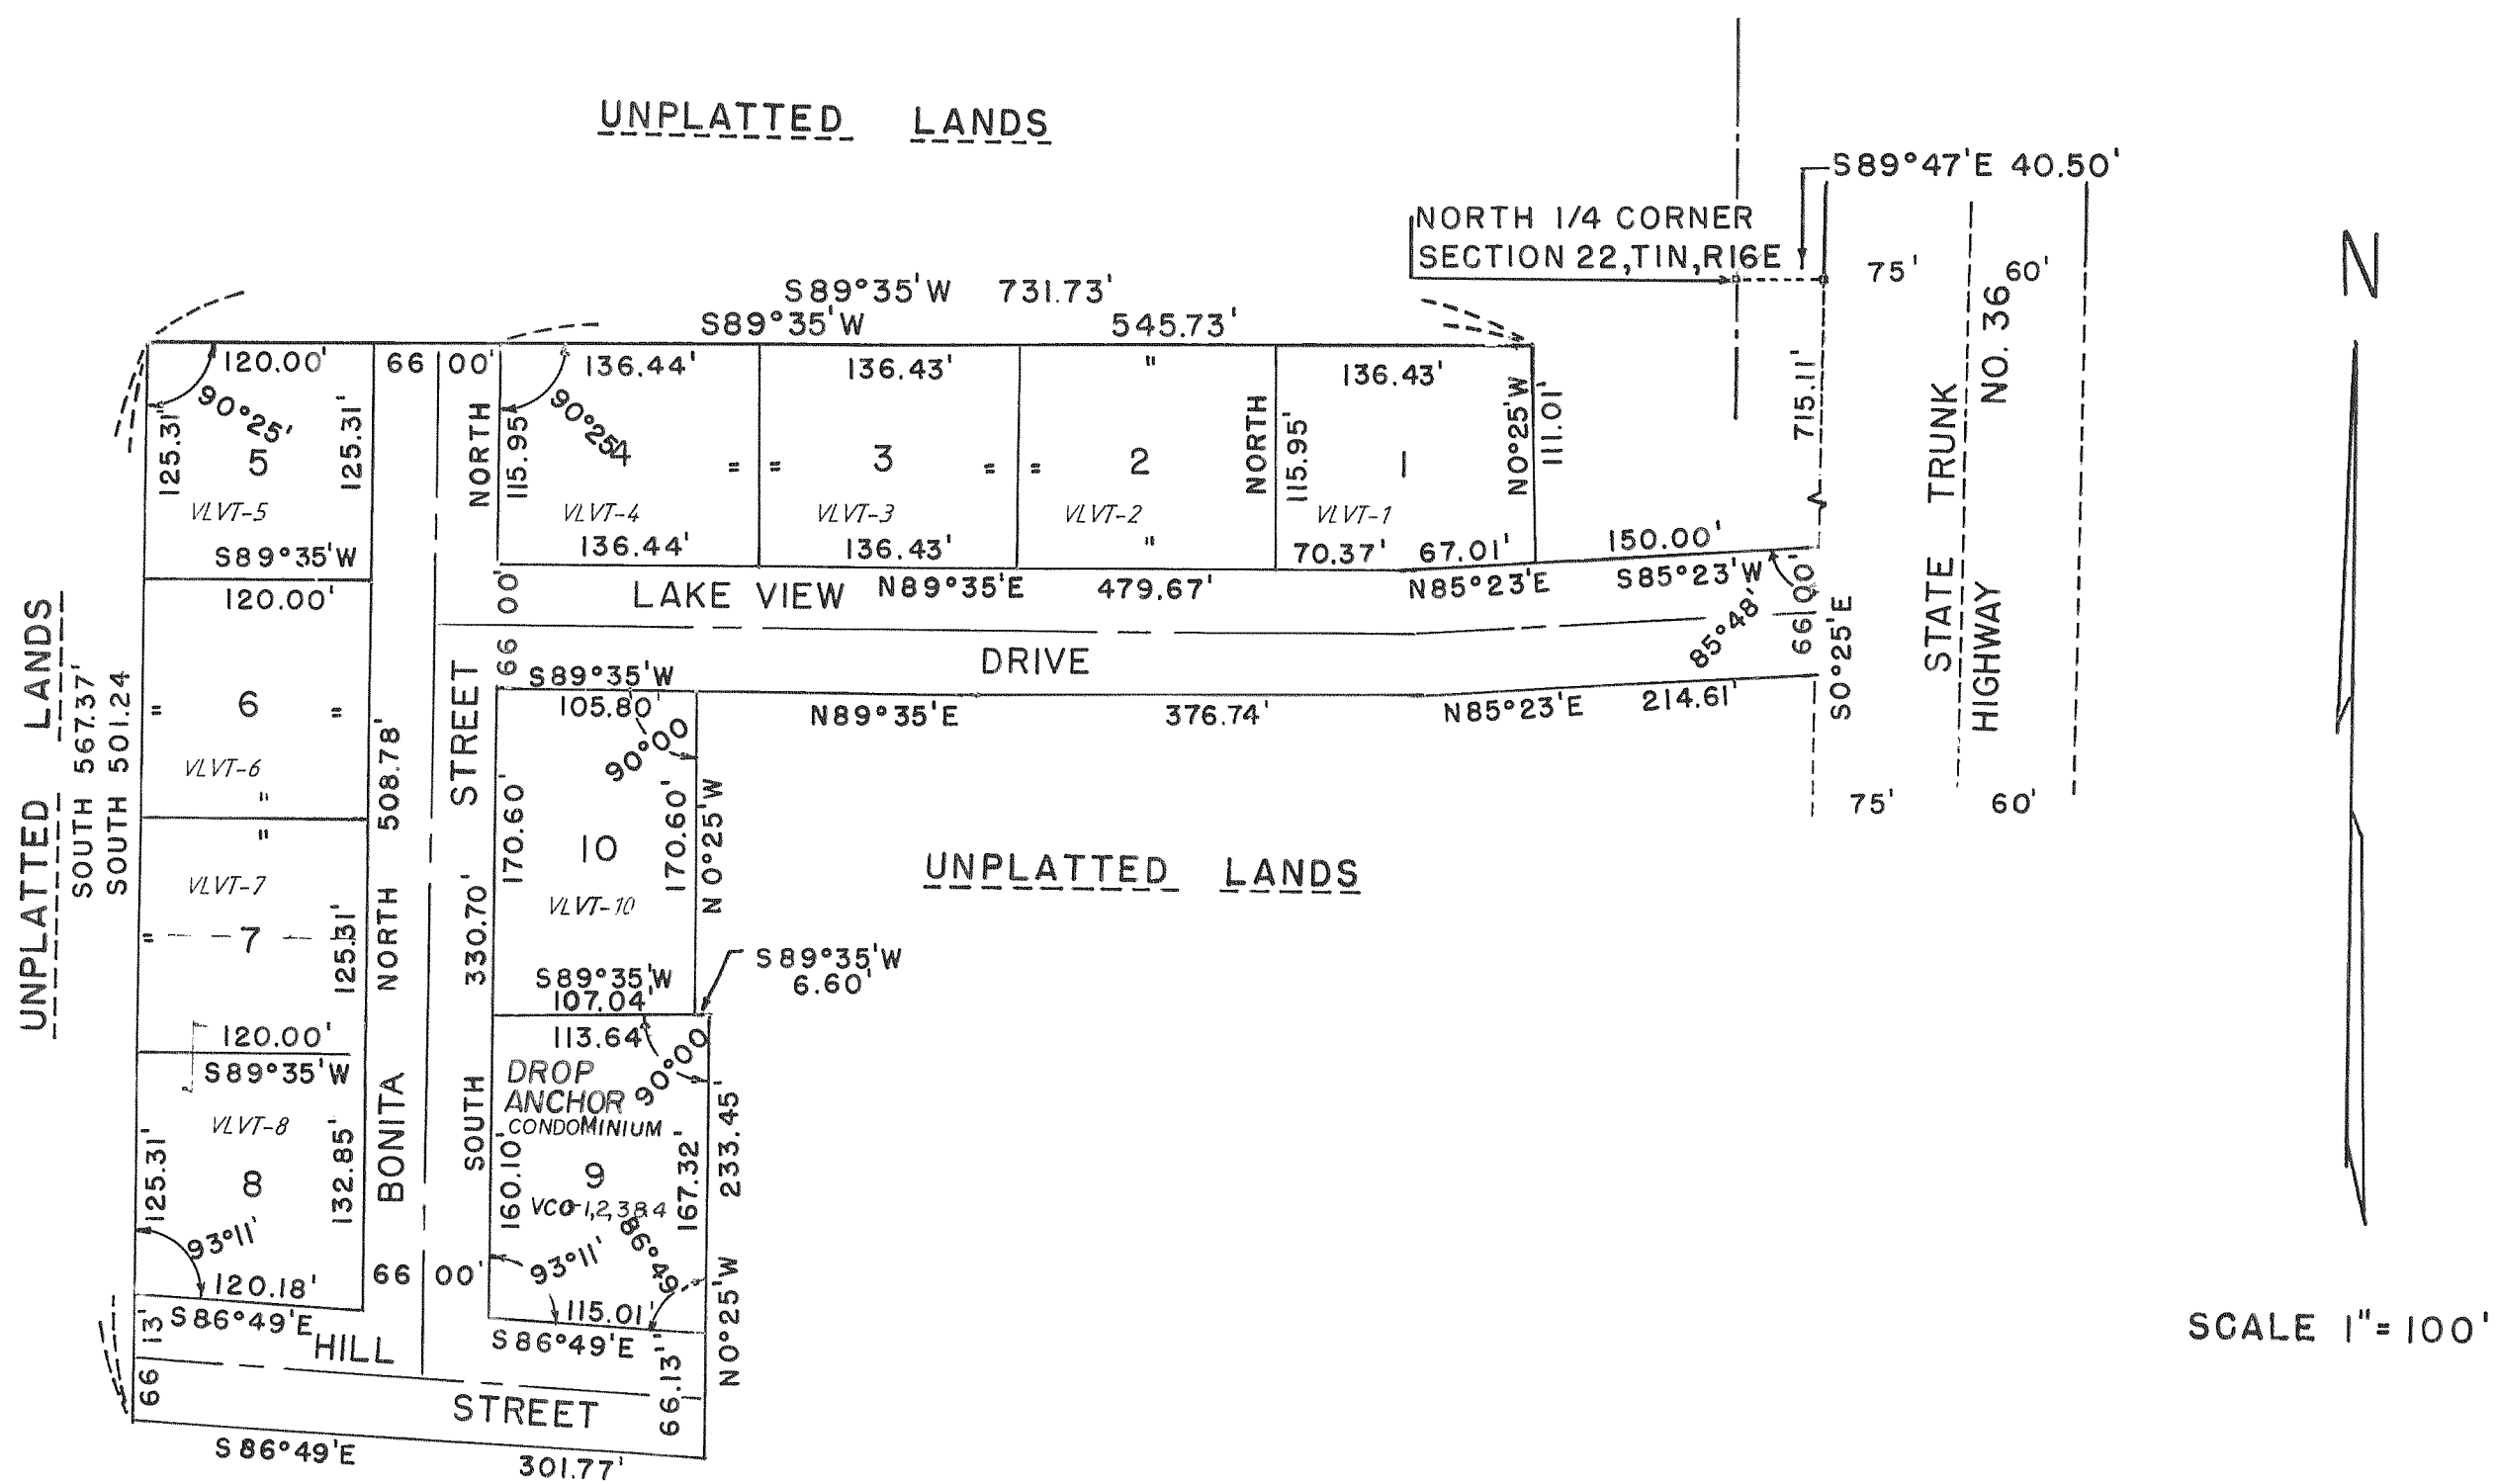 UNPLATTED LANDS
S89°47'E 40.50'
NORTH 1/4 CORNER
SECTION 22,T1N,R16E
75'
60'
N
S89°35'W 731.73'
S89°35'W 545.73'
120.00'
66 00'
136.44'
136.43'
"
136.43'
90°25'
125.31'
125.31'
5
VLVT-5
S89°35'W
NORTH
115.95'
90°25'
4
=
VLVT-4
136.44'
=
3
=
VLVT-3
136.43'
=
2
VLVT-2
"
NORTH
115.95'
1
VLVT-1
70.37' 67.01'
N0°25'W
111.01'
715.11'
STATE TRUNK
HIGHWAY
NO. 36
150.00'
S85°23'W
N85°23'E
85°48'
66 00'
S0°25'E
66 00'
LAKE VIEW
N89°35'E 479.67'
DRIVE
S89°35'W
105.80'
90°00'
N89°35'E 376.74'
N85°23'E 214.61'
75'
60'
UNPLATTED LANDS
SOUTH 567.37'
SOUTH 501.24
120.00'
=
6
=
VLVT-6
"
"
VLVT-7
=
7
125.31'
120.00'
S89°35'W
VLVT-8
8
125.31'
132.85'
93°11'
120.18'
S86°49'E
66 13'
BONITA
NORTH 508.78'
STREET
SOUTH 330.70'
66 00'
170.60'
10
170.60'
N0°25'W
VLVT-10
S89°35'W
107.04'
S89°35'W
6.60'
UNPLATTED LANDS
113.64'
90°00'
DROP
ANCHOR
CONDOMINIUM
9
VCO-1,2,3&4
160.10'
167.32'
233.45'
N0°25'W
93°11'
86°49'
115.01'
S86°49'E
66.13'
HILL
STREET
S86°49'E
301.77'
SCALE 1"=100'